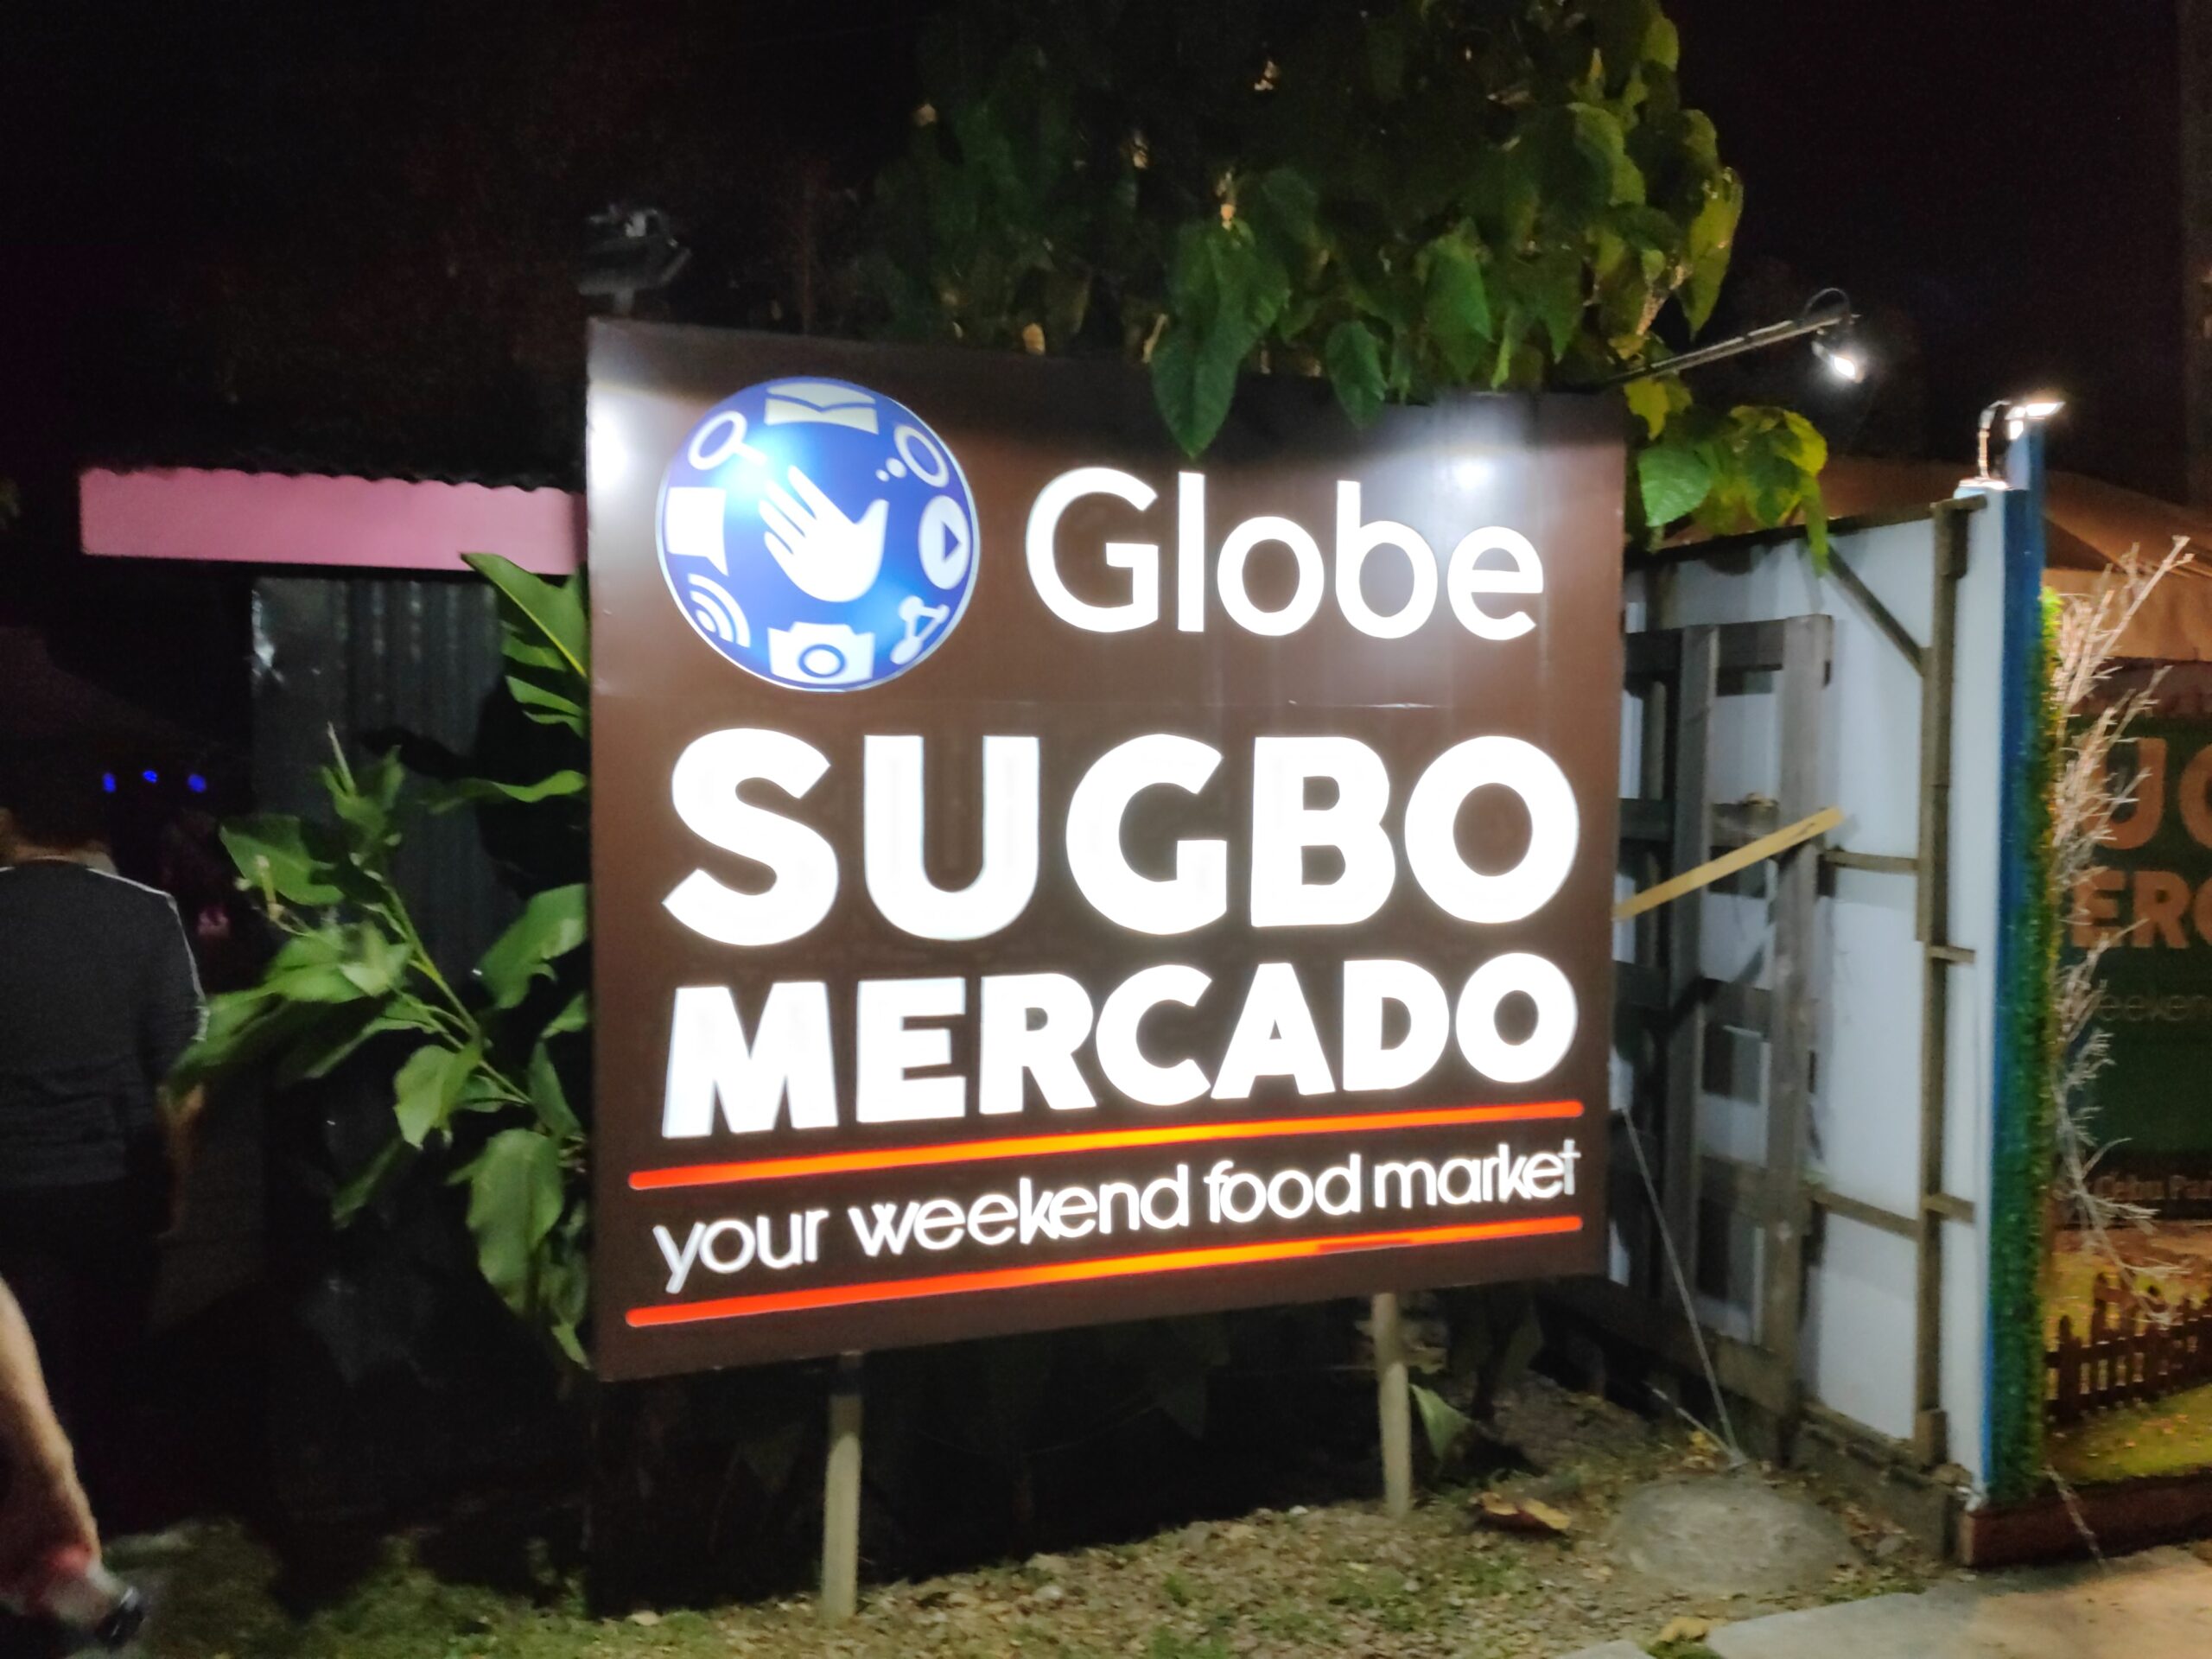 Globe
SUGBO
MERCADO
your weekend food market